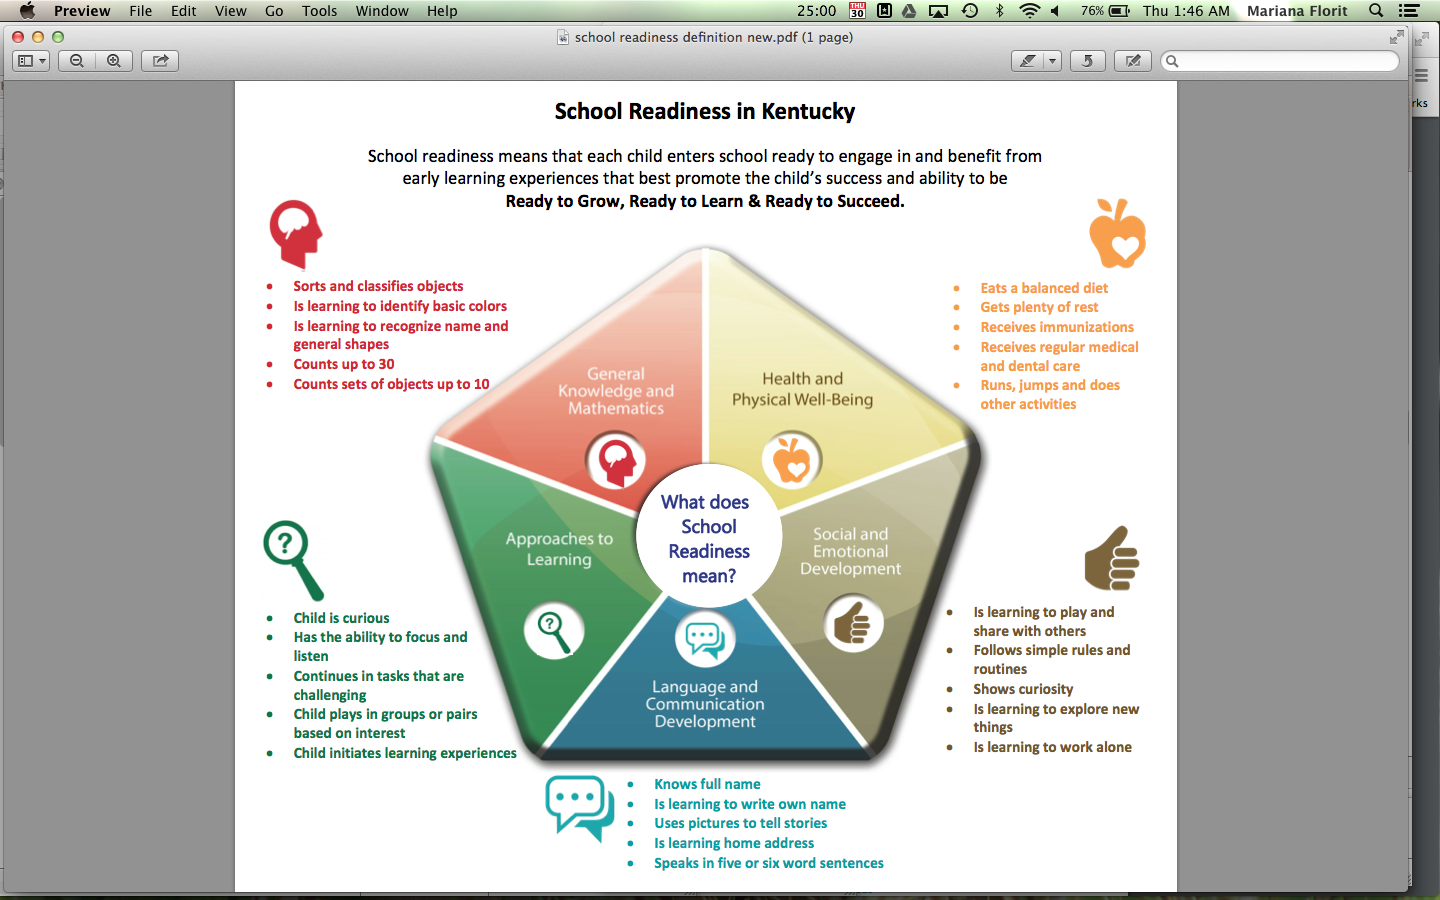 Preview File Edit View Go Tools Window Help 25:00 THU 30 76% Thu 1:46 AM Mariana Florit
school readiness definition new.pdf (1 page)
rks
School Readiness in Kentucky
School readiness means that each child enters school ready to engage in and benefit from
early learning experiences that best promote the child's success and ability to be
Ready to Grow, Ready to Learn & Ready to Succeed.
• Sorts and classifies objects
• Is learning to identify basic colors
• Is learning to recognize name and
general shapes
• Counts up to 30
• Counts sets of objects up to 10
• Eats a balanced diet
• Gets plenty of rest
• Receives immunizations
• Receives regular medical
and dental care
• Runs, jumps and does
other activities
General
Knowledge and
Mathematics
Health and
Physical Well-Being
What does
School
Readiness
mean?
Approaches to
Learning
?
Social and
Emotional
Development
Language and
Communication
Development
?
• Child is curious
• Has the ability to focus and
listen
• Continues in tasks that are
challenging
• Child plays in groups or pairs
based on interest
• Child initiates learning experiences
• Is learning to play and
share with others
• Follows simple rules and
routines
• Shows curiosity
• Is learning to explore new
things
• Is learning to work alone
• Knows full name
• Is learning to write own name
• Uses pictures to tell stories
• Is learning home address
• Speaks in five or six word sentences